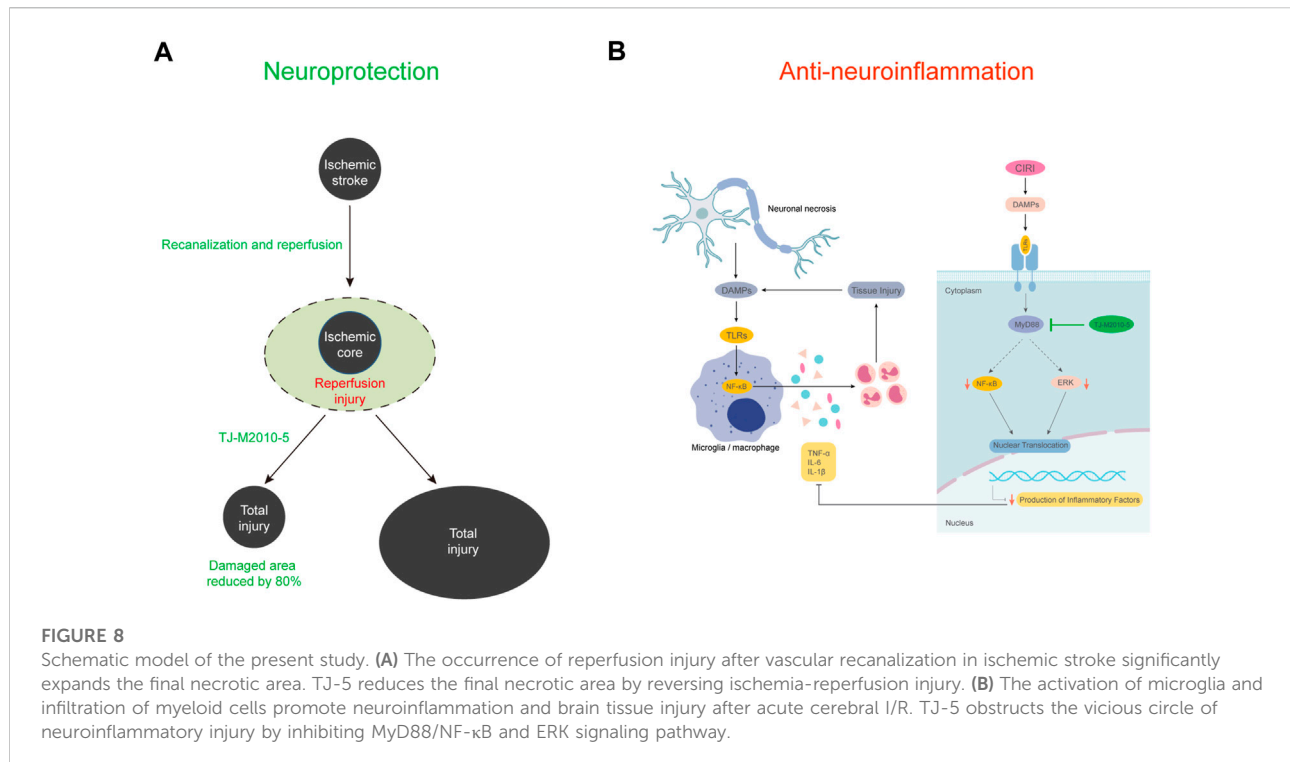 A
Neuroprotection
Ischemic
stroke
Recanalization and reperfusion
Ischemic
core
Reperfusion
injury
TJ-M2010-5
Total
injury
Total
injury
Damaged area
reduced by 80%
B
Anti-neuroinflammation
Neuronal necrosis
DAMPs
Tissue Injury
TLRs
NF-κB
Microglia / macrophage
TNF-α
IL-6
IL-1β
CIRI
DAMPs
TLRs
Cytoplasm
MyD88
TJ-M2010-5
NF-κB
ERK
Nuclear Translocation
Production of Inflammatory Factors
Nucleus
FIGURE 8
Schematic model of the present study. (A) The occurrence of reperfusion injury after vascular recanalization in ischemic stroke significantly
expands the final necrotic area. TJ-5 reduces the final necrotic area by reversing ischemia-reperfusion injury. (B) The activation of microglia and
infiltration of myeloid cells promote neuroinflammation and brain tissue injury after acute cerebral I/R. TJ-5 obstructs the vicious circle of
neuroinflammatory injury by inhibiting MyD88/NF-κB and ERK signaling pathway.